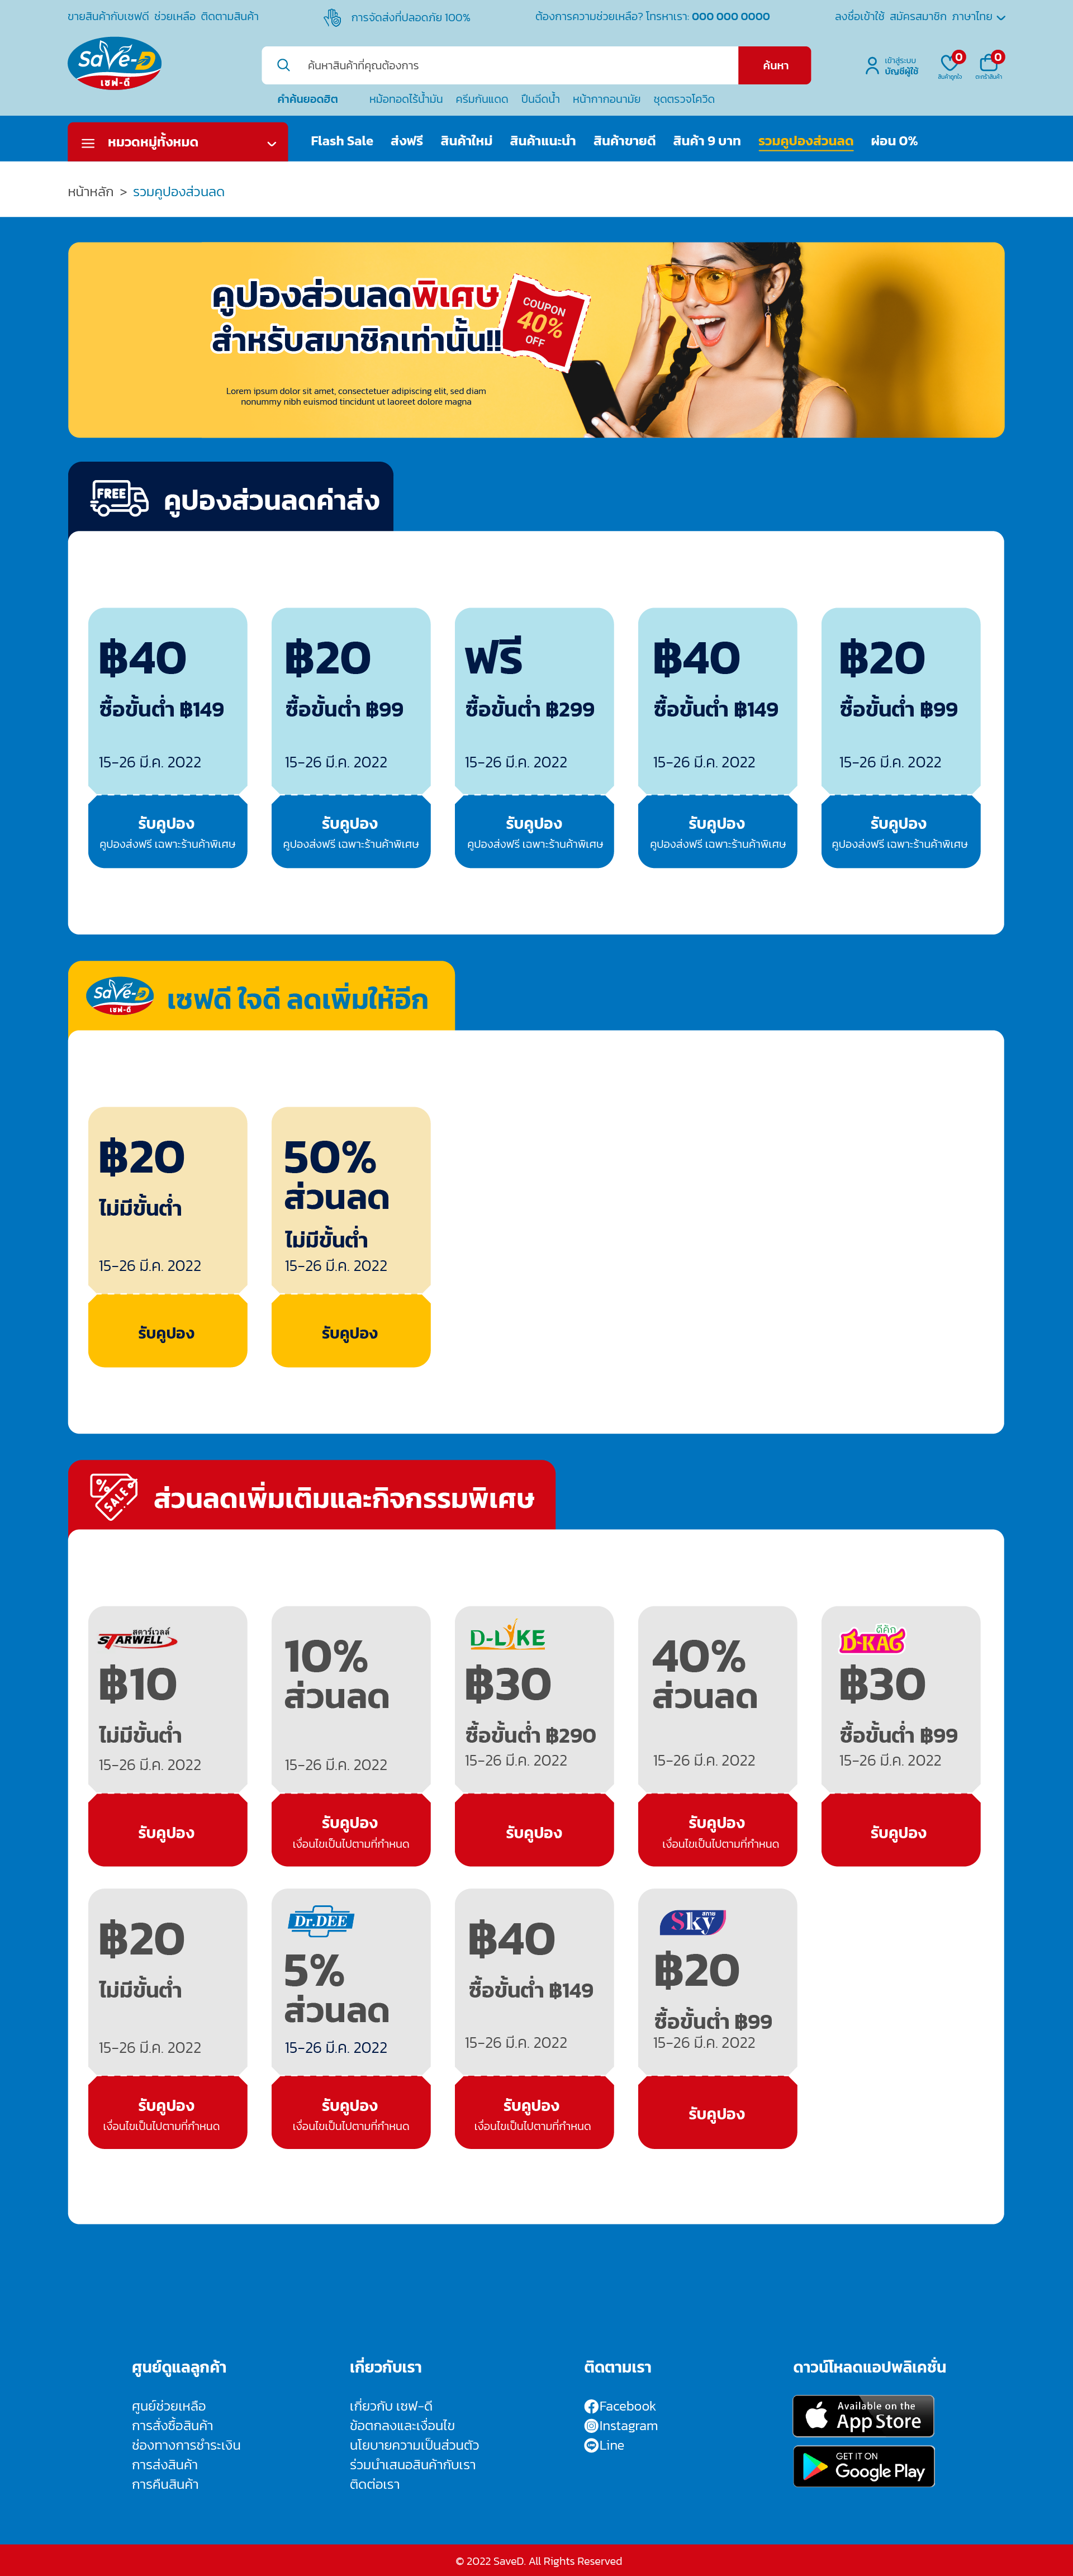 ขายสินค้ากับเซฟดี ช่วยเหลือ ติดตามสินค้า
การจัดส่งที่ปลอดภัย 100%
ต้องการความช่วยเหลือ? โทรหาเรา: 000 000 0000
ลงชื่อเข้าใช้ สมัครสมาชิก ภาษาไทย
SaVe-D
เซฟ-ดี
ค้นหาสินค้าที่คุณต้องการ
ค้นหา
เข้าสู่ระบบ
บัญชีผู้ใช้
0
สินค้าถูกใจ
0
ตะกร้าสินค้า
คำค้นยอดฮิต หม้อทอดไร้น้ำมัน ครีมกันแดด ปืนฉีดน้ำ หน้ากากอนามัย ชุดตรวจโควิด
หมวดหมู่ทั้งหมด
Flash Sale ส่งฟรี สินค้าใหม่ สินค้าแนะนำ สินค้าขายดี สินค้า 9 บาท รวมคูปองส่วนลด ผ่อน 0%
หน้าหลัก > รวมคูปองส่วนลด
คูปองส่วนลดพิเศษ
สำหรับสมาชิกเท่านั้น!!
COUPON
40%
OFF
Lorem ipsum dolor sit amet, consectetuer adipiscing elit, sed diam
nonummy nibh euismod tincidunt ut laoreet dolore magna
FREE
คูปองส่วนลดค่าส่ง
฿40
ซื้อขั้นต่ำ ฿149
15-26 มี.ค. 2022
รับคูปอง
คูปองส่งฟรี เฉพาะร้านค้าพิเศษ
฿20
ซื้อขั้นต่ำ ฿99
15-26 มี.ค. 2022
รับคูปอง
คูปองส่งฟรี เฉพาะร้านค้าพิเศษ
ฟรี
ซื้อขั้นต่ำ ฿299
15-26 มี.ค. 2022
รับคูปอง
คูปองส่งฟรี เฉพาะร้านค้าพิเศษ
฿40
ซื้อขั้นต่ำ ฿149
15-26 มี.ค. 2022
รับคูปอง
คูปองส่งฟรี เฉพาะร้านค้าพิเศษ
฿20
ซื้อขั้นต่ำ ฿99
15-26 มี.ค. 2022
รับคูปอง
คูปองส่งฟรี เฉพาะร้านค้าพิเศษ
SaVe-D
เซฟ-ดี
เซฟดี ใจดี ลดเพิ่มให้อีก
฿20
ไม่มีขั้นต่ำ
15-26 มี.ค. 2022
รับคูปอง
50%
ส่วนลด
ไม่มีขั้นต่ำ
15-26 มี.ค. 2022
รับคูปอง
% SALE
ส่วนลดเพิ่มเติมและกิจกรรมพิเศษ
สตาร์เวลล์
STARWELL
฿10
ไม่มีขั้นต่ำ
15-26 มี.ค. 2022
รับคูปอง
10%
ส่วนลด
15-26 มี.ค. 2022
รับคูปอง
เงื่อนไขเป็นไปตามที่กำหนด
D-LIKE
฿30
ซื้อขั้นต่ำ ฿290
15-26 มี.ค. 2022
รับคูปอง
40%
ส่วนลด
15-26 มี.ค. 2022
รับคูปอง
เงื่อนไขเป็นไปตามที่กำหนด
ดีคัก
D-KAG
฿30
ซื้อขั้นต่ำ ฿99
15-26 มี.ค. 2022
รับคูปอง
฿20
ไม่มีขั้นต่ำ
15-26 มี.ค. 2022
รับคูปอง
เงื่อนไขเป็นไปตามที่กำหนด
Dr.DEE
5%
ส่วนลด
15-26 มี.ค. 2022
รับคูปอง
เงื่อนไขเป็นไปตามที่กำหนด
฿40
ซื้อขั้นต่ำ ฿149
15-26 มี.ค. 2022
รับคูปอง
เงื่อนไขเป็นไปตามที่กำหนด
สกาย
Sky
฿20
ซื้อขั้นต่ำ ฿99
15-26 มี.ค. 2022
รับคูปอง
ศูนย์ดูแลลูกค้า
ศูนย์ช่วยเหลือ
การสั่งซื้อสินค้า
ช่องทางการชำระเงิน
การส่งสินค้า
การคืนสินค้า
เกี่ยวกับเรา
เกี่ยวกับ เซฟ-ดี
ข้อตกลงและเงื่อนไข
นโยบายความเป็นส่วนตัว
ร่วมนำเสนอสินค้ากับเรา
ติดต่อเรา
ติดตามเรา
Facebook
Instagram
Line
ดาวน์โหลดแอปพลิเคชั่น
Available on the
App Store
GET IT ON
Google Play
© 2022 SaveD. All Rights Reserved